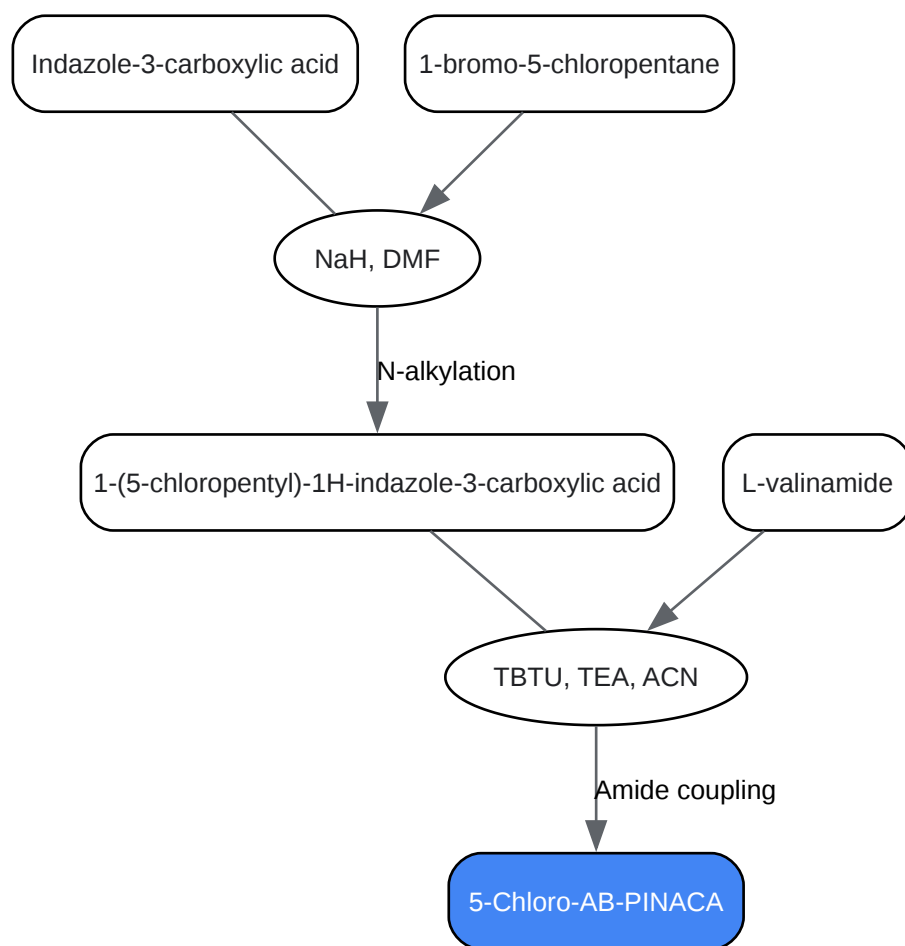 Indazole-3-carboxylic acid
1-bromo-5-chloropentane
NaH, DMF
N-alkylation
1-(5-chloropentyl)-1H-indazole-3-carboxylic acid
L-valinamide
TBTU, TEA, ACN
Amide coupling
5-Chloro-AB-PINACA